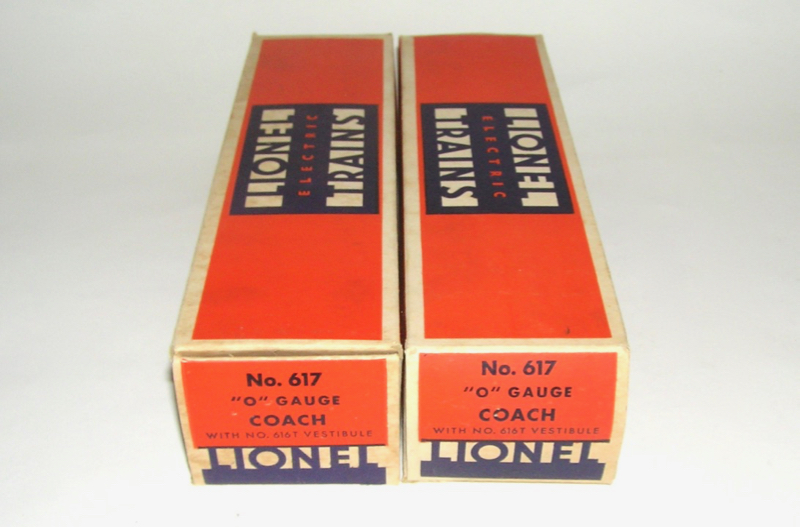 LIONEL
ELECTRIC
TRAINS
LIONEL
ELECTRIC
TRAINS
No. 617
"O" GAUGE
COACH
WITH NO. 616T VESTIBULE
LIONEL
No. 617
"O" GAUGE
COACH
WITH NO. 616T VESTIBULE
LIONEL